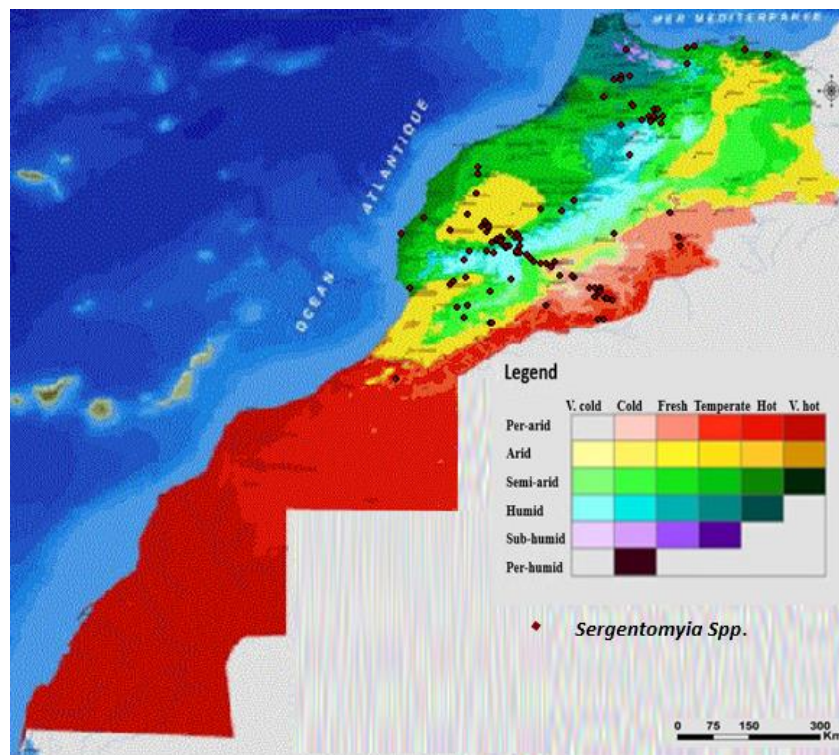 MER MEDITERRANEE
ATLANTIQUE
OCEAN
Legend
V. cold Cold Fresh Temperate Hot V. hot
Per-arid
Arid
Semi-arid
Humid
Sub-humid
Per-humid
Sergentomyia Spp.
0 75 150 300
Km